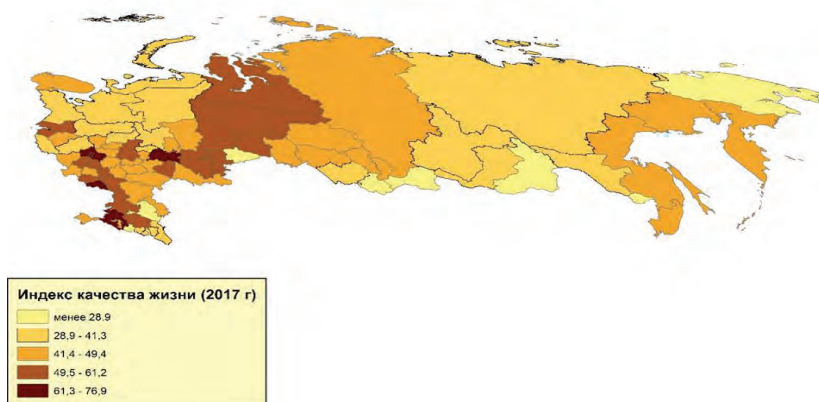 Индекс качества жизни (2017 г)
менее 28.9
28,9 - 41,3
41,4 - 49,4
49,5 - 61,2
61,3 - 76,9